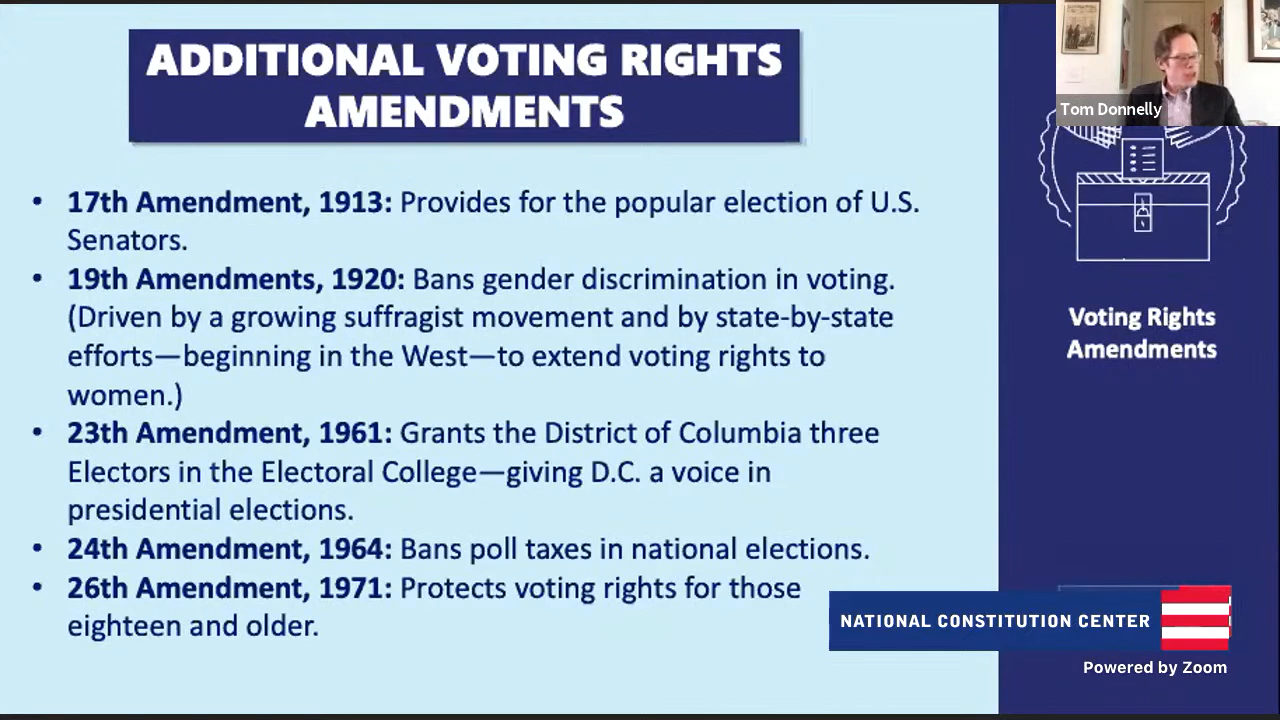 ADDITIONAL VOTING RIGHTS
AMENDMENTS
• 17th Amendment, 1913: Provides for the popular election of U.S.
Senators.
• 19th Amendments, 1920: Bans gender discrimination in voting.
(Driven by a growing suffragist movement and by state-by-state
efforts—beginning in the West—to extend voting rights to
women.)
• 23th Amendment, 1961: Grants the District of Columbia three
Electors in the Electoral College—giving D.C. a voice in
presidential elections.
• 24th Amendment, 1964: Bans poll taxes in national elections.
• 26th Amendment, 1971: Protects voting rights for those
eighteen and older.
Tom Donnelly
Voting Rights
Amendments
NATIONAL CONSTITUTION CENTER
Powered by Zoom